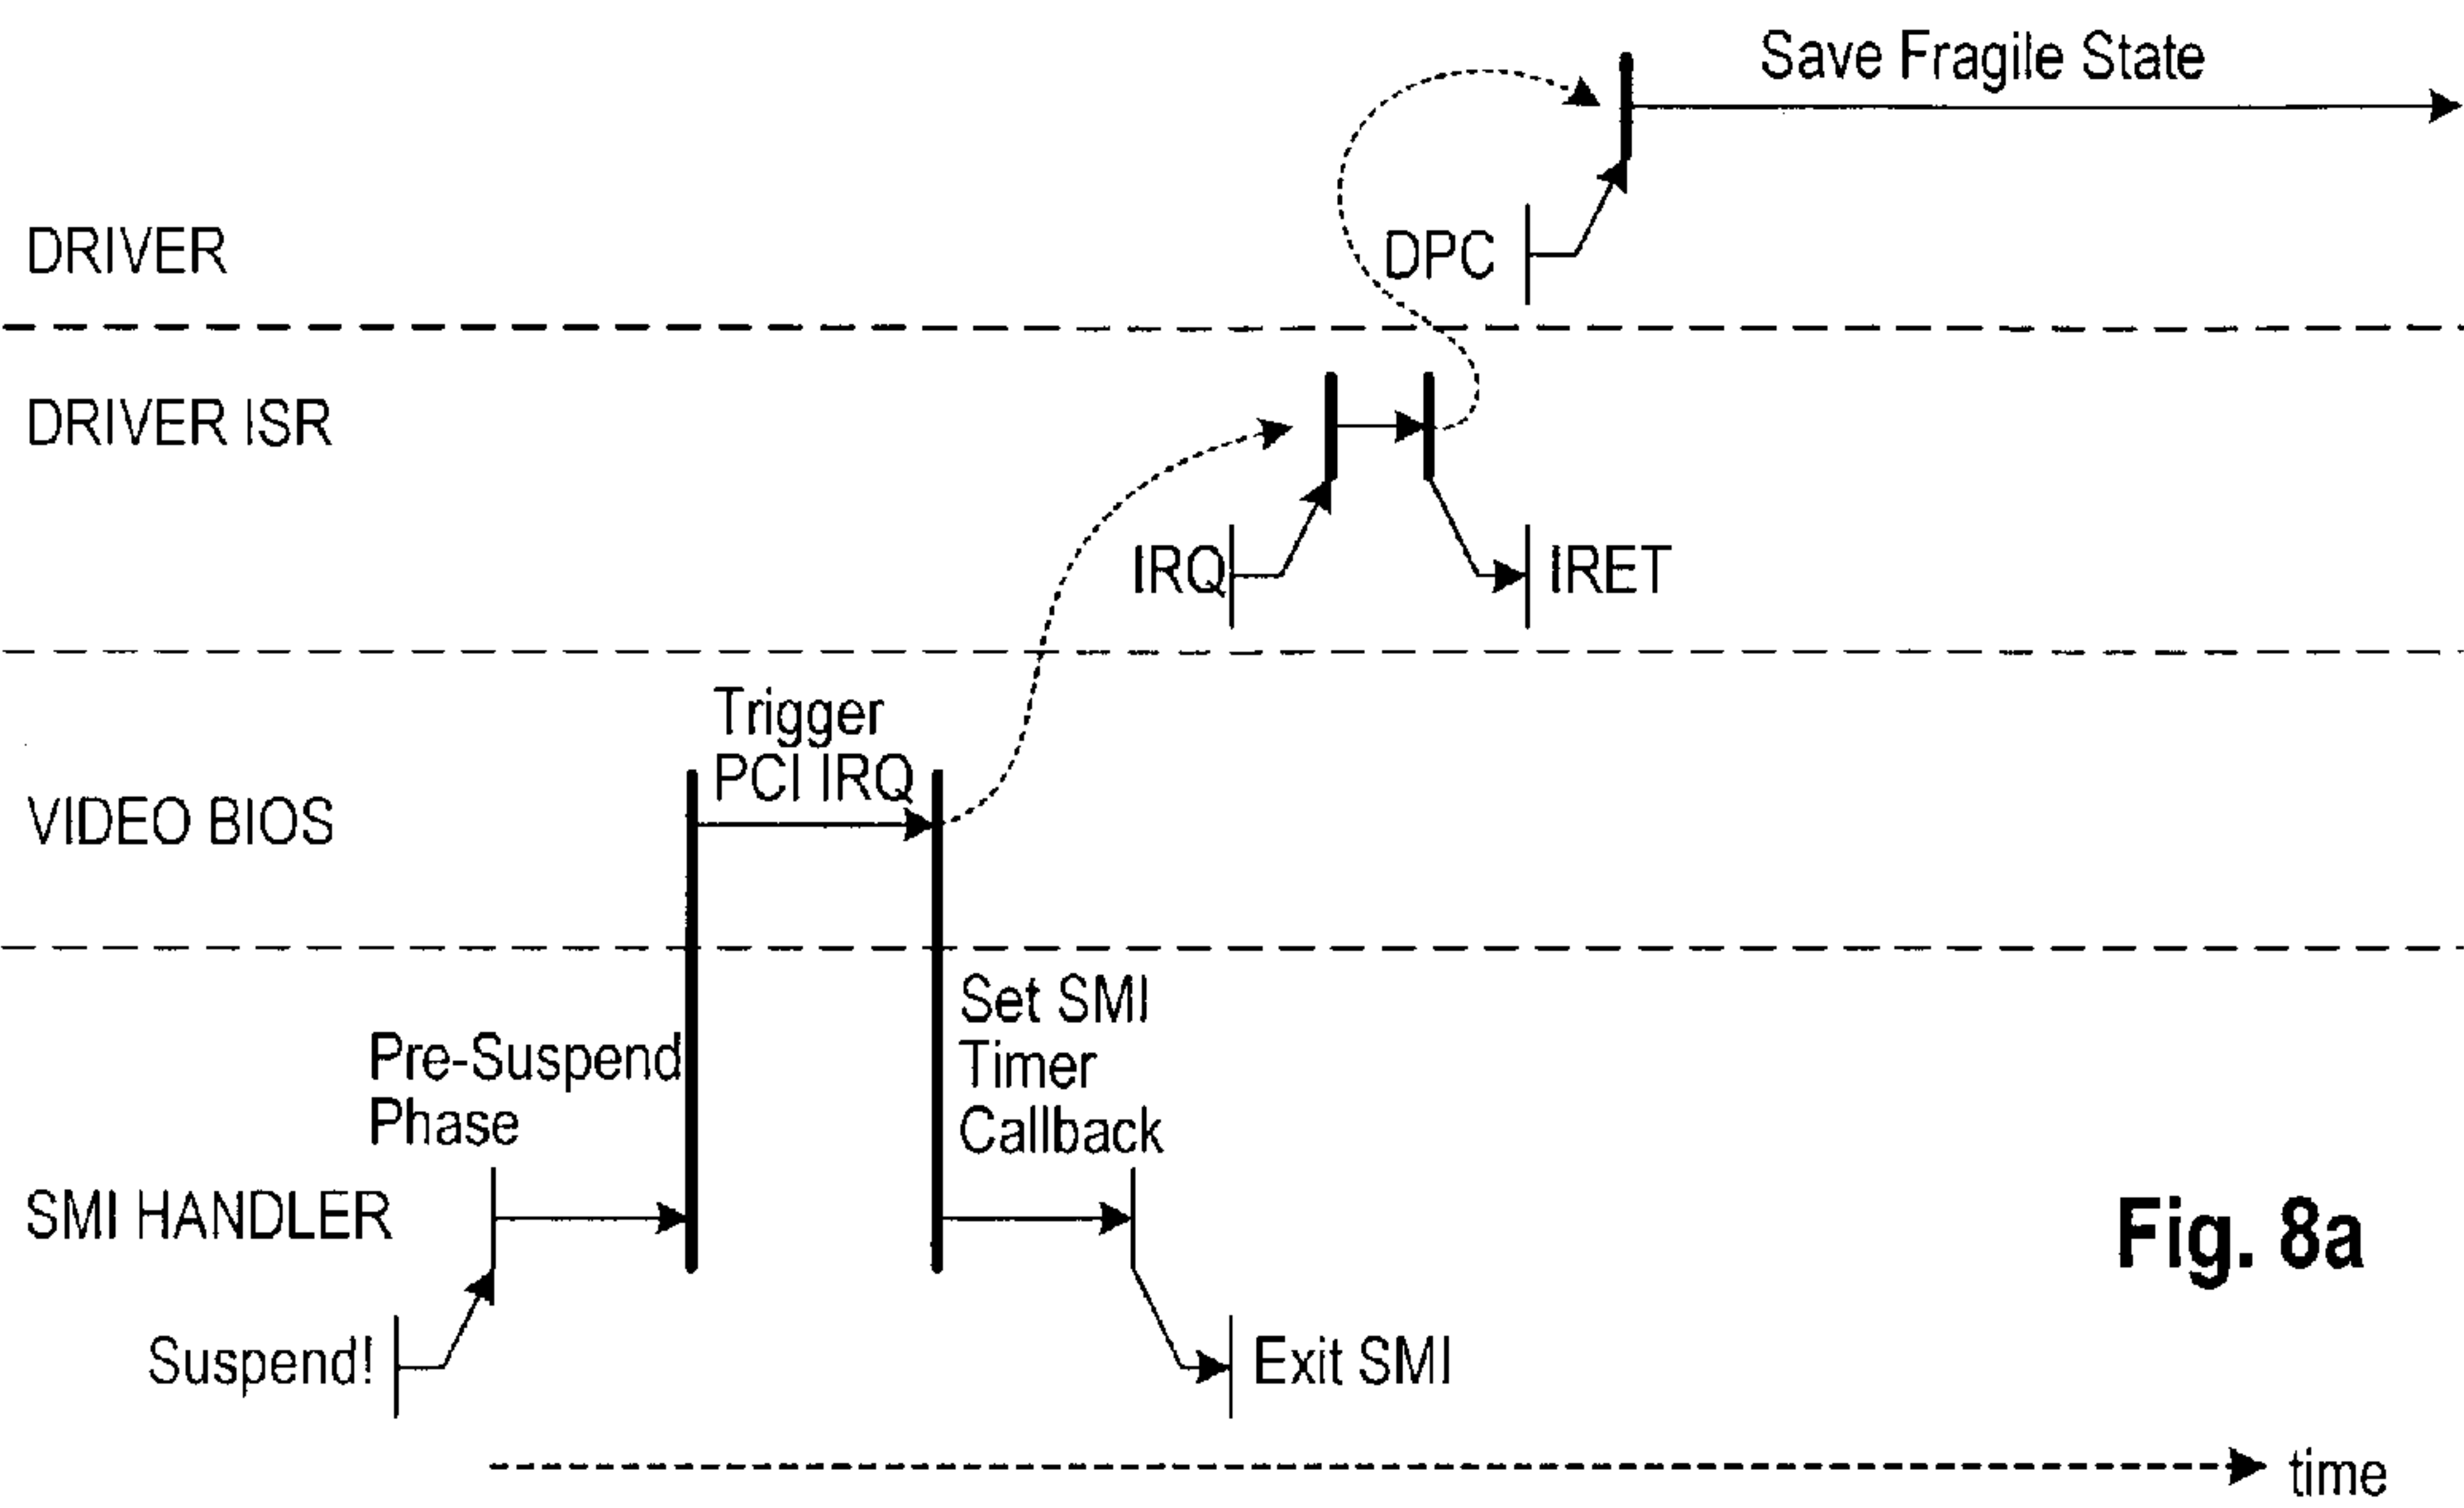 Save Fragile State
DRIVER
DPC
DRIVER ISR
IRQ
IRET
Trigger
PCI IRQ
VIDEO BIOS
Set SMI
Timer
Callback
Pre-Suspend
Phase
SMI HANDLER
Fig. 8a
Suspend!
Exit SMI
time